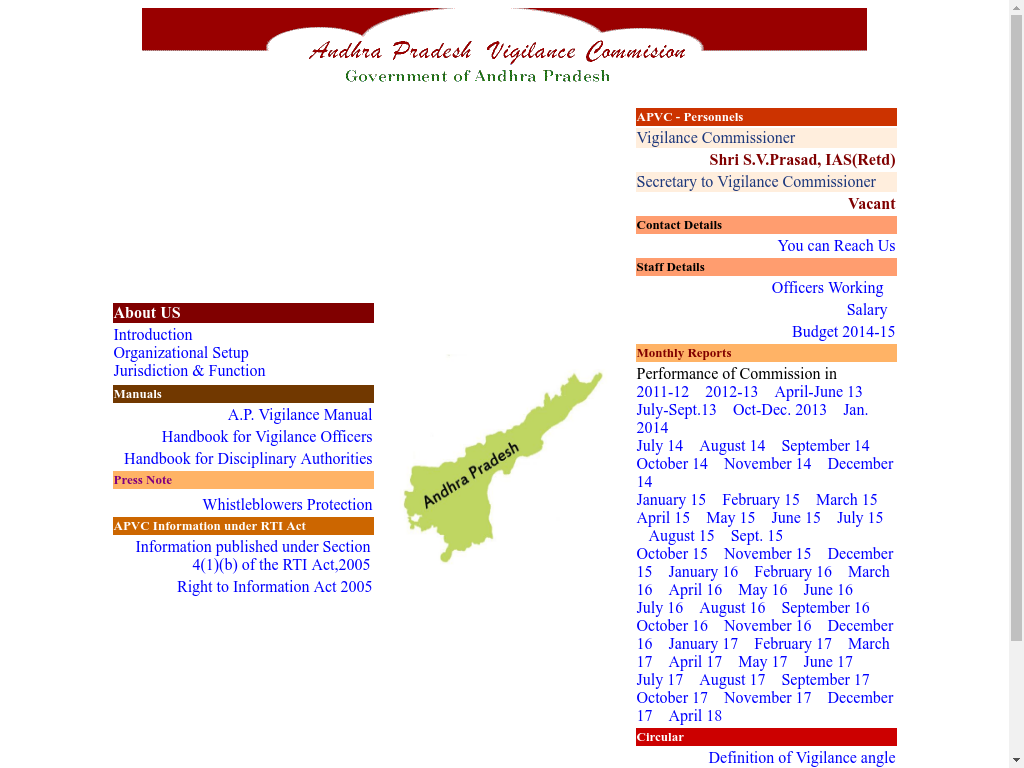 Andhra Pradesh Vigilance Commision
Government of Andhra Pradesh
About US
Introduction
Organizational Setup
Jurisdiction & Function
Manuals
A.P. Vigilance Manual
Handbook for Vigilance Officers
Handbook for Disciplinary Authorities
Press Note
Whistleblowers Protection
APVC Information under RTI Act
Information published under Section
4(1)(b) of the RTI Act,2005
Right to Information Act 2005
Andhra Pradesh
APVC - Personnels
Vigilance Commissioner
Shri S.V.Prasad, IAS(Retd)
Secretary to Vigilance Commissioner
Vacant
Contact Details
You can Reach Us
Staff Details
Officers Working
Salary
Budget 2014-15
Monthly Reports
Performance of Commission in
2011-12 2012-13 April-June 13
July-Sept.13 Oct-Dec. 2013 Jan.
2014
July 14 August 14 September 14
October 14 November 14 December
14
January 15 February 15 March 15
April 15 May 15 June 15 July 15
August 15 Sept. 15
October 15 November 15 December
15 January 16 February 16 March
16 April 16 May 16 June 16
July 16 August 16 September 16
October 16 November 16 December
16 January 17 February 17 March
17 April 17 May 17 June 17
July 17 August 17 September 17
October 17 November 17 December
17 April 18
Circular
Definition of Vigilance angle